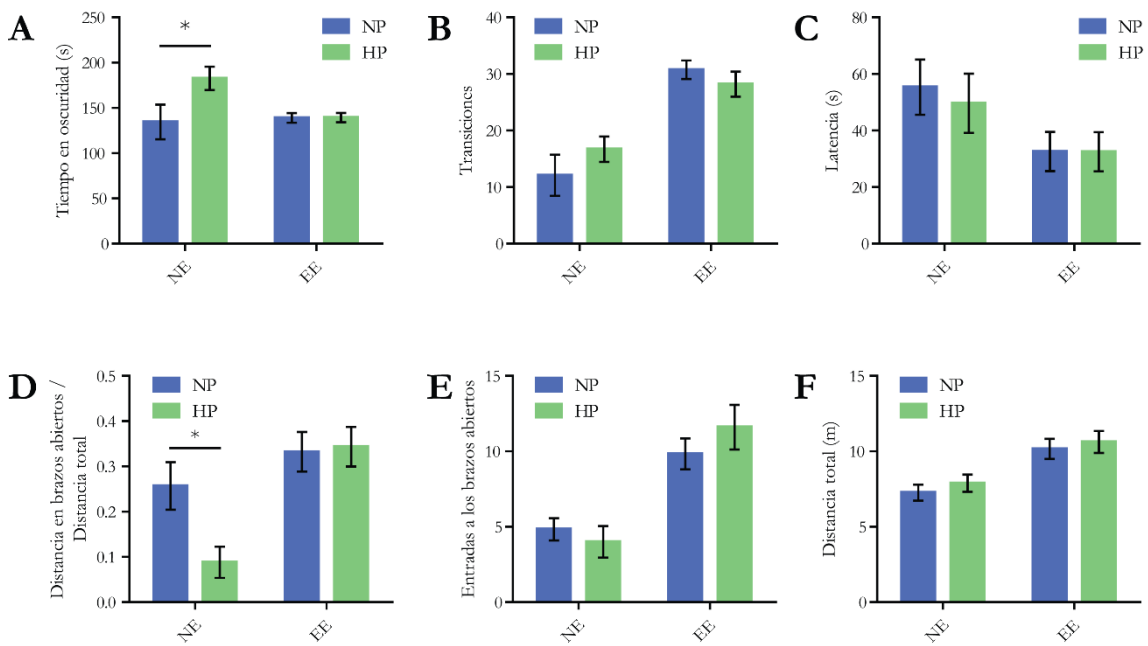 A
Tiempo en oscuridad (s)
250
200
150
100
50
0
*
NP
HP
NE
EE
B
Transiciones
40
30
20
10
0
NP
HP
NE
EE
C
Latencia (s)
80
60
40
20
0
NP
HP
NE
EE
D
Distancia en brazos abiertos /
Distancia total
0.5
0.4
0.3
0.2
0.1
0.0
NP
HP
*
NE
EE
E
Entradas a los brazos abiertos
15
10
5
0
NP
HP
NE
EE
F
Distancia total (m)
15
10
5
0
NP
HP
NE
EE